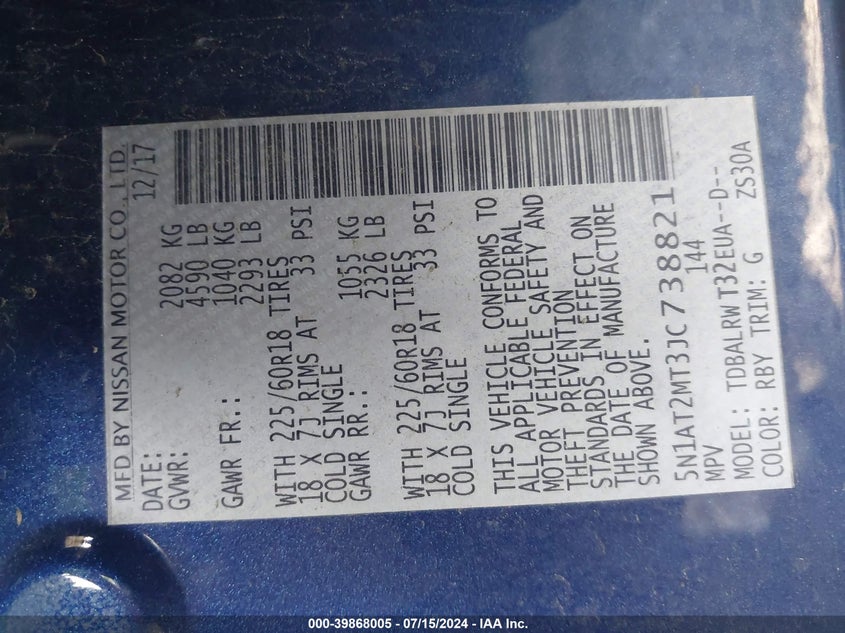 MFD BY NISSAN MOTOR CO., LTD.
DATE: 12/17
GVWR: 2082 KG
4590 LB
GAWR FR.: 1040 KG
2293 LB
WITH 225/60R18 TIRES
18 X 7J RIMS AT 33 PSI
COLD SINGLE
GAWR RR.: 1055 KG
2326 LB
WITH 225/60R18 TIRES
18 X 7J RIMS AT 33 PSI
COLD SINGLE
THIS VEHICLE CONFORMS TO
ALL APPLICABLE FEDERAL
MOTOR VEHICLE SAFETY AND
THEFT PREVENTION
STANDARDS IN EFFECT ON
THE DATE OF MANUFACTURE
SHOWN ABOVE.
5N1AT2MT3JC738821
MPV 144
MODEL: TDBALRWT32EUA--D--
COLOR: RBY TRIM: G ZS30A
000-39868005 - 07/15/2024 - IAA Inc.